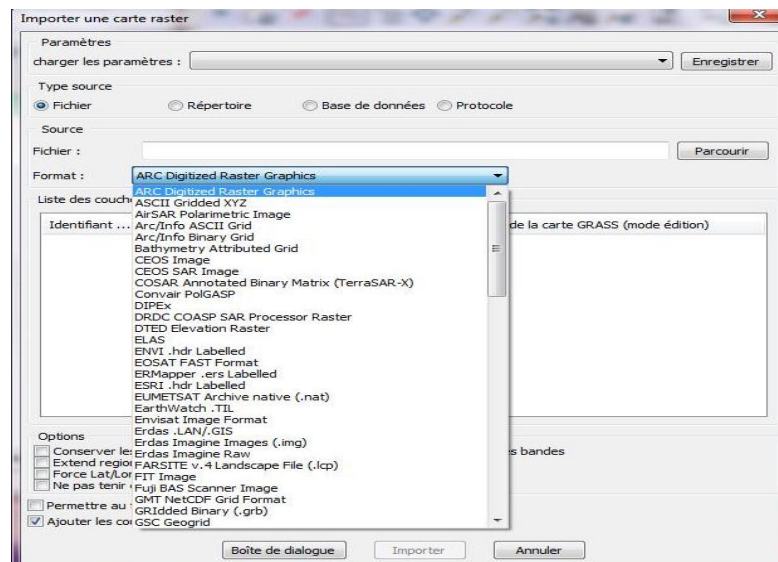 Importer une carte raster
Paramètres
charger les paramètres :
Enregistrer
Type source
Fichier Répertoire Base de données Protocole
Source
Fichier :
Parcourir
Format : ARC Digitized Raster Graphics
ARC Digitized Raster Graphics
Liste des couch
ASCII Gridded XYZ
AirSAR Polarimetric Image
Identifiant ...
de la carte GRASS (mode édition)
Arc/Info ASCII Grid
Arc/Info Binary Grid
Bathymetry Attributed Grid
CEOS Image
CEOS SAR Image
COSAR Annotated Binary Matrix (TerraSAR-X)
Convair PolGASP
DIPEx
DRDC COASP SAR Processor Raster
DTED Elevation Raster
ELAS
ENVI .hdr Labelled
EOSAT FAST Format
ERMapper .ers Labelled
ESRI .hdr Labelled
EUMETSAT Archive native (.nat)
EarthWatch .TIL
Envisat Image Format
Erdas .LAN/.GIS
Erdas Imagine Images (.img)
Erdas Imagine Raw
FARSITE v.4 Landscape File (.lcp)
FIT Image
Fuji BAS Scanner Image
GMT NetCDF Grid Format
GRIdded Binary (.grb)
GSC Geogrid
Options
Conserver les
s bandes
Extend region
Force Lat/Lon
Ne pas tenir
Permettre au
Ajouter les cou
Boîte de dialogue Importer Annuler